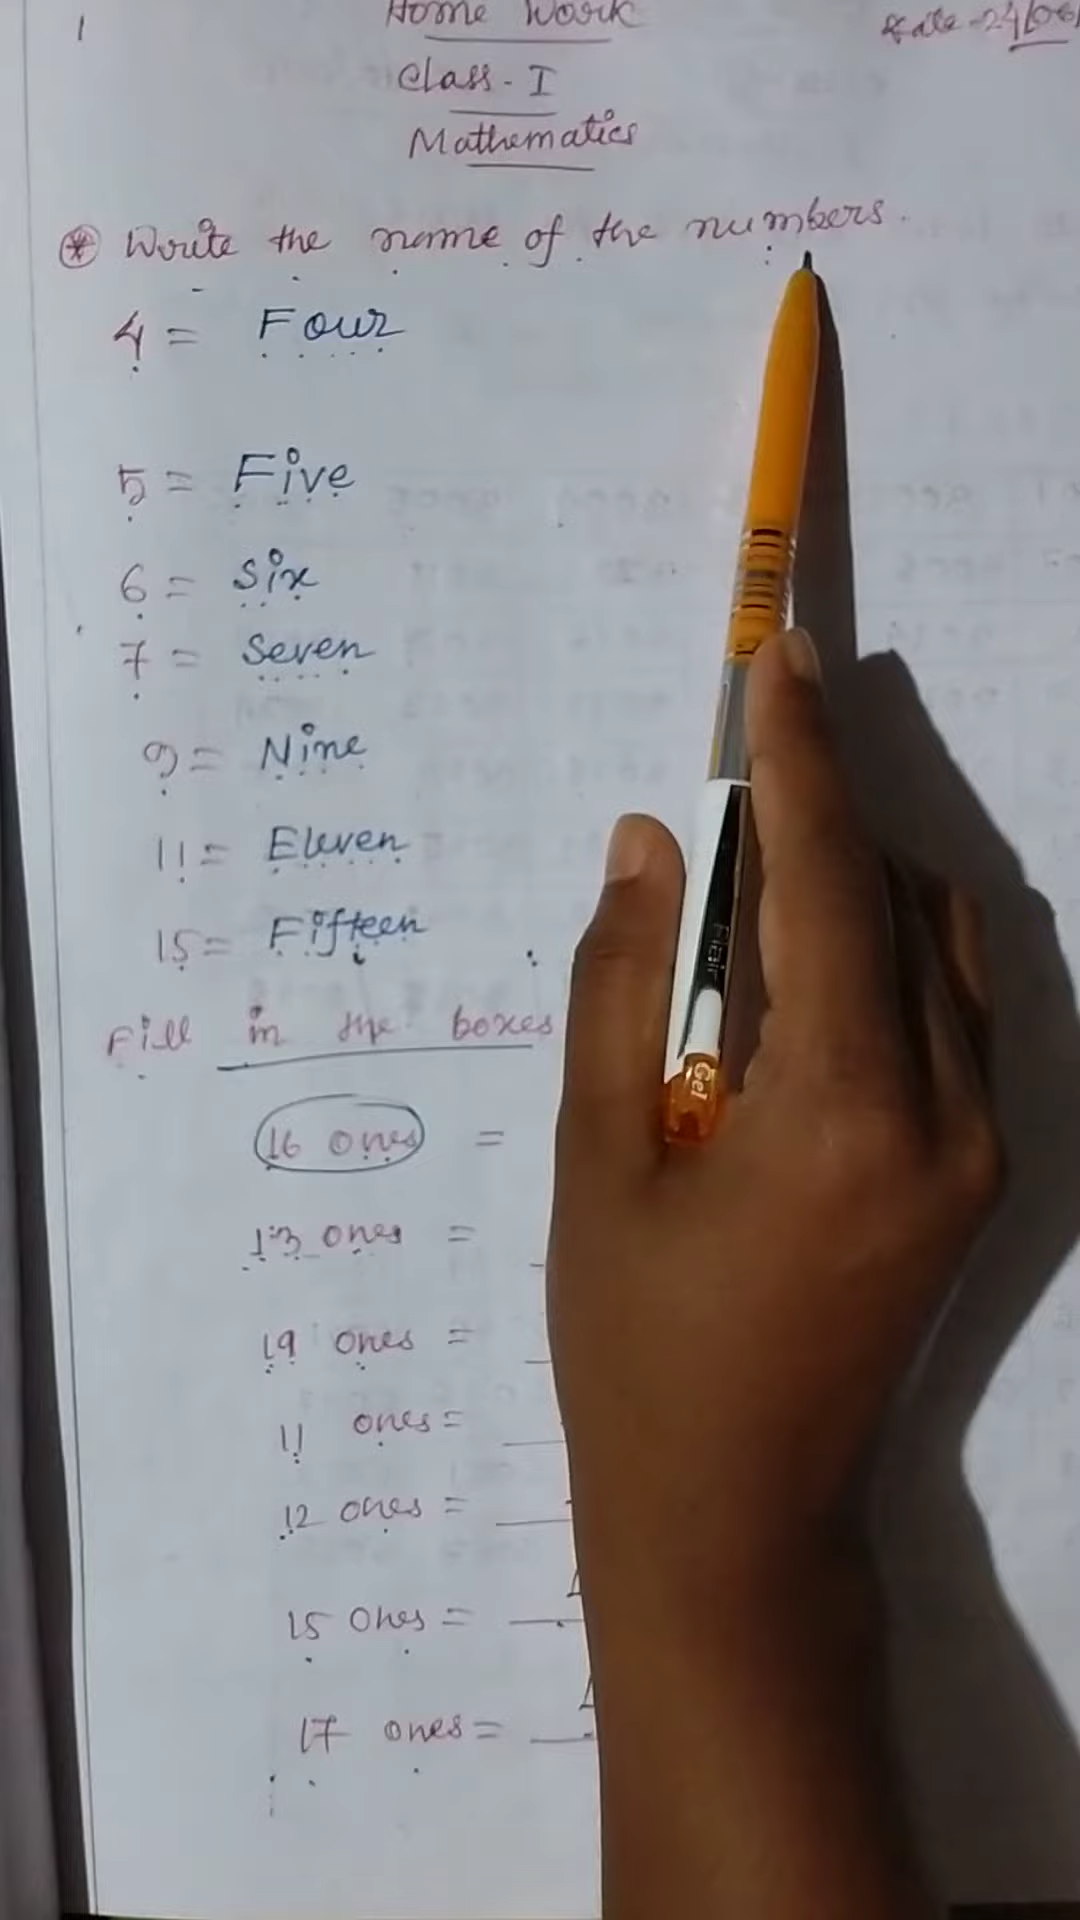 1
Home Work
Class - I
Mathematics
Write the name of the numbers.
4 = Four
5 = Five
6 = Six
7 = Seven
9 = Nine
11 = Eleven
15 = Fifteen
Fill in the boxes
16 ones =
13 ones =
19 ones =
11 ones =
12 ones =
15 ones =
17 ones =
Flair
Gel